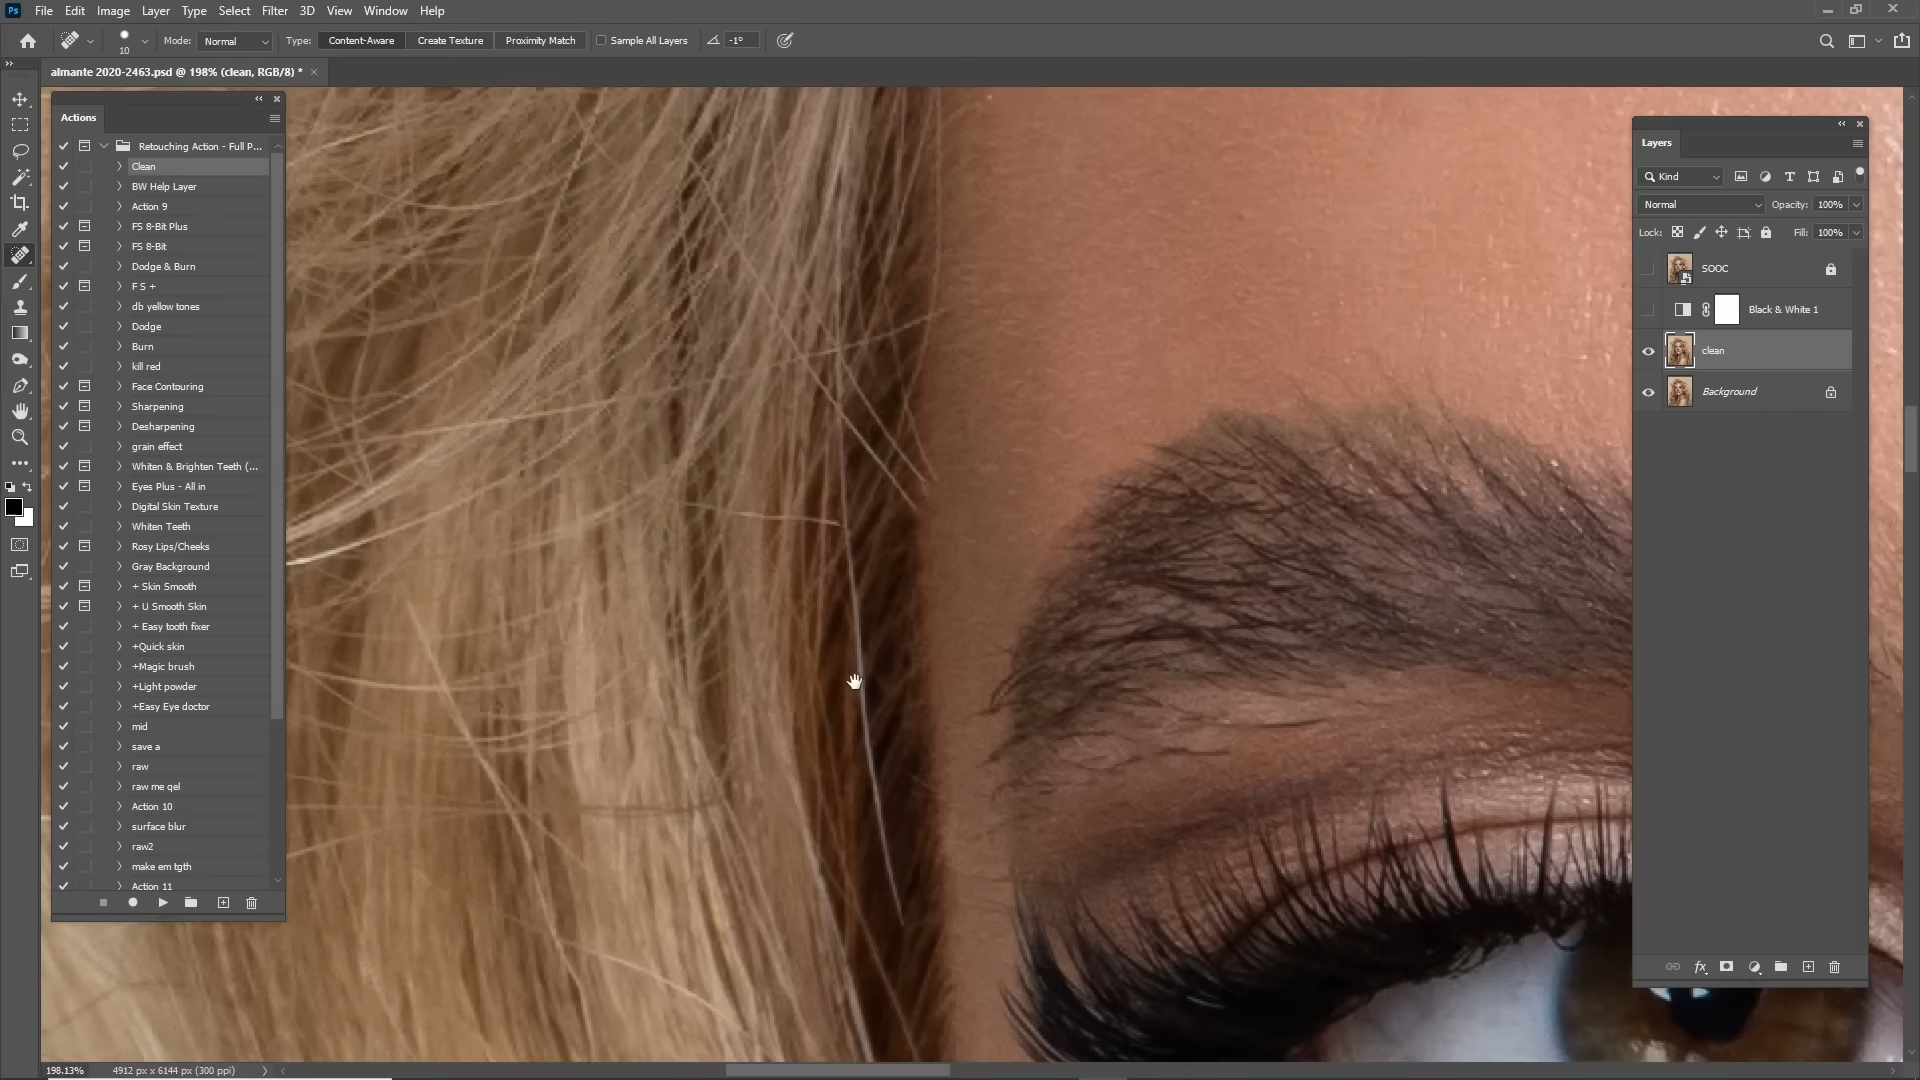 Ps File Edit Image Layer Type Select Filter 3D View Window Help
10 Mode: Normal Type: Content-Aware Create Texture Proximity Match Sample All Layers -1°
almante 2020-2463.psd @ 198% (clean, RGB/8) *
Actions
Retouching Action - Full P...
Clean
BW Help Layer
Action 9
FS 8-Bit Plus
FS 8-Bit
Dodge & Burn
F S +
db yellow tones
Dodge
Burn
kill red
Face Contouring
Sharpening
Desharpening
grain effect
Whiten & Brighten Teeth (...
Eyes Plus - All in
Digital Skin Texture
Whiten Teeth
Rosy Lips/Cheeks
Gray Background
+ Skin Smooth
+ U Smooth Skin
+ Easy tooth fixer
+Quick skin
+Magic brush
+Light powder
+Easy Eye doctor
mid
save a
raw
raw me qel
Action 10
surface blur
raw2
make em tgth
Action 11
Layers
Kind
Normal Opacity: 100%
Lock: Fill: 100%
SOOC
Black & White 1
clean
Background
fx
198.13% 4912 px x 6144 px (300 ppi)